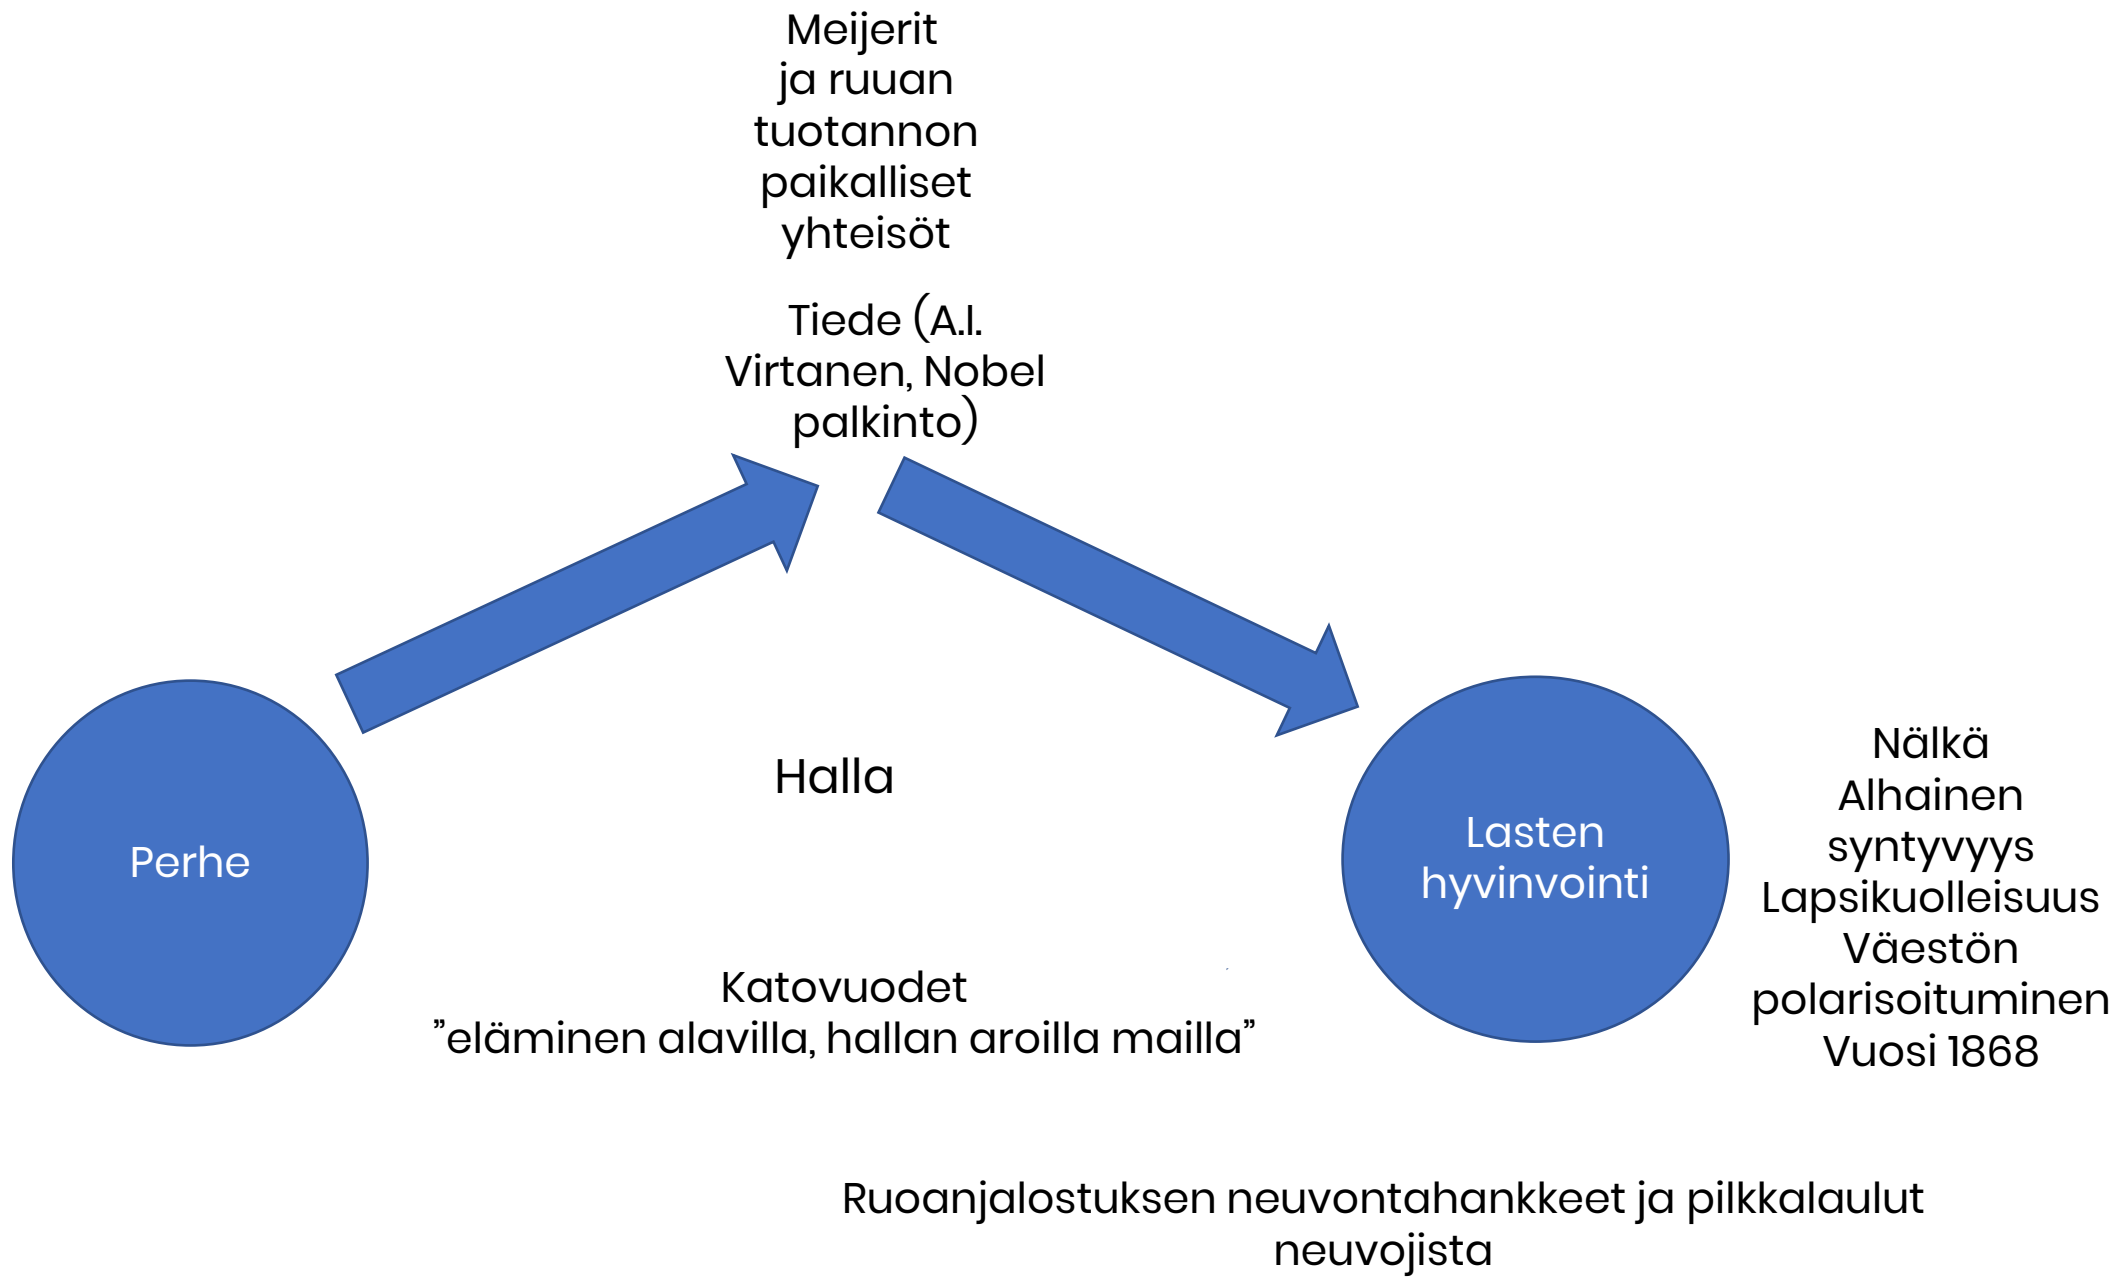 Meijerit
ja ruuan
tuotannon
paikalliset
yhteisöt
Tiede (A.I.
Virtanen, Nobel
palkinto)
Halla
Perhe
Lasten
hyvinvointi
Nälkä
Alhainen
syntyvyys
Lapsikuolleisuus
Väestön
polarisoituminen
Vuosi 1868
Katovuodet
”eläminen alavilla, hallan aroilla mailla”
Ruoanjalostuksen neuvontahankkeet ja pilkkalaulut
neuvojista